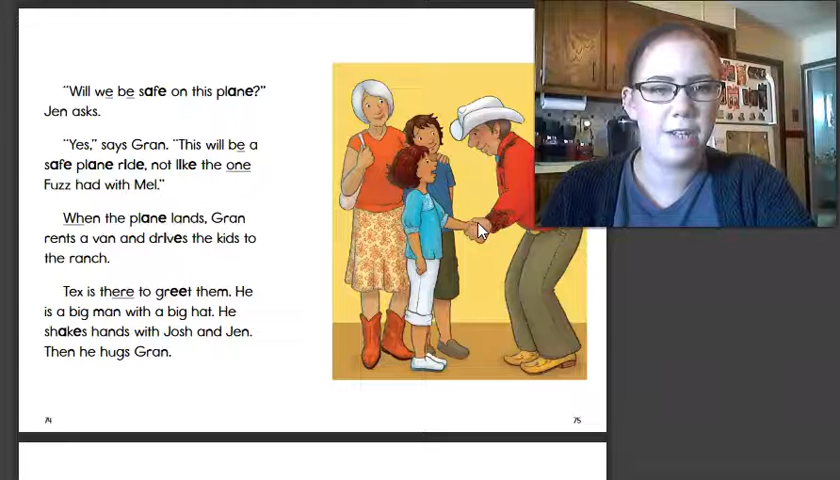 "Will we be safe on this plane?"
Jen asks.
"Yes," says Gran. "This will be a
safe plane ride, not like the one
Fuzz had with Mel."
When the plane lands, Gran
rents a van and drives the kids to
the ranch.
Tex is there to greet them. He
is a big man with a big hat. He
shakes hands with Josh and Jen.
Then he hugs Gran.
74
75